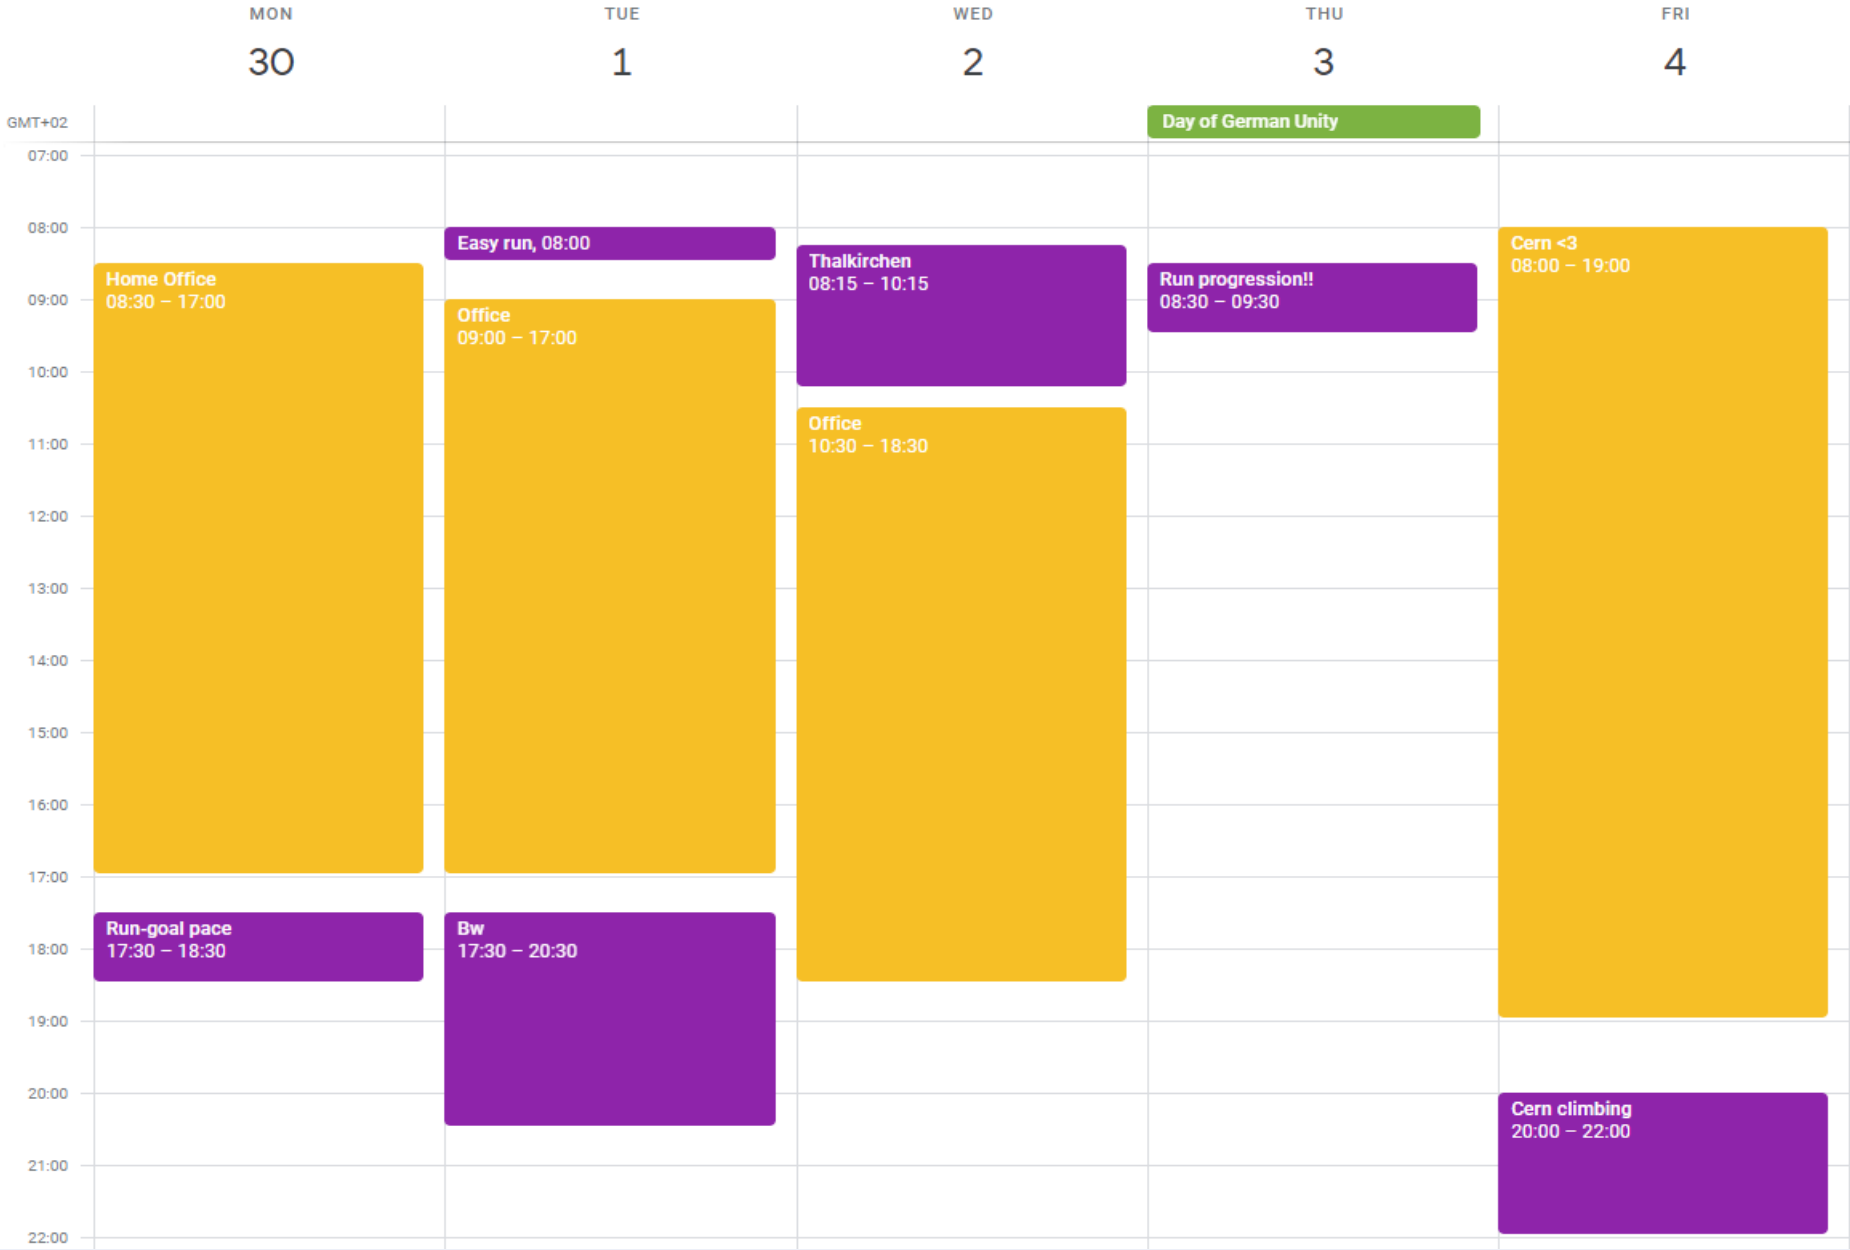 MON
30
TUE
1
WED
2
THU
3
FRI
4
GMT+02
Day of German Unity
07:00
08:00
09:00
10:00
11:00
12:00
13:00
14:00
15:00
16:00
17:00
18:00
19:00
20:00
21:00
22:00
Home Office
08:30 – 17:00
Run-goal pace
17:30 – 18:30
Easy run, 08:00
Office
09:00 – 17:00
Bw
17:30 – 20:30
Thalkirchen
08:15 – 10:15
Office
10:30 – 18:30
Run progression!!
08:30 – 09:30
Cern <3
08:00 – 19:00
Cern climbing
20:00 – 22:00